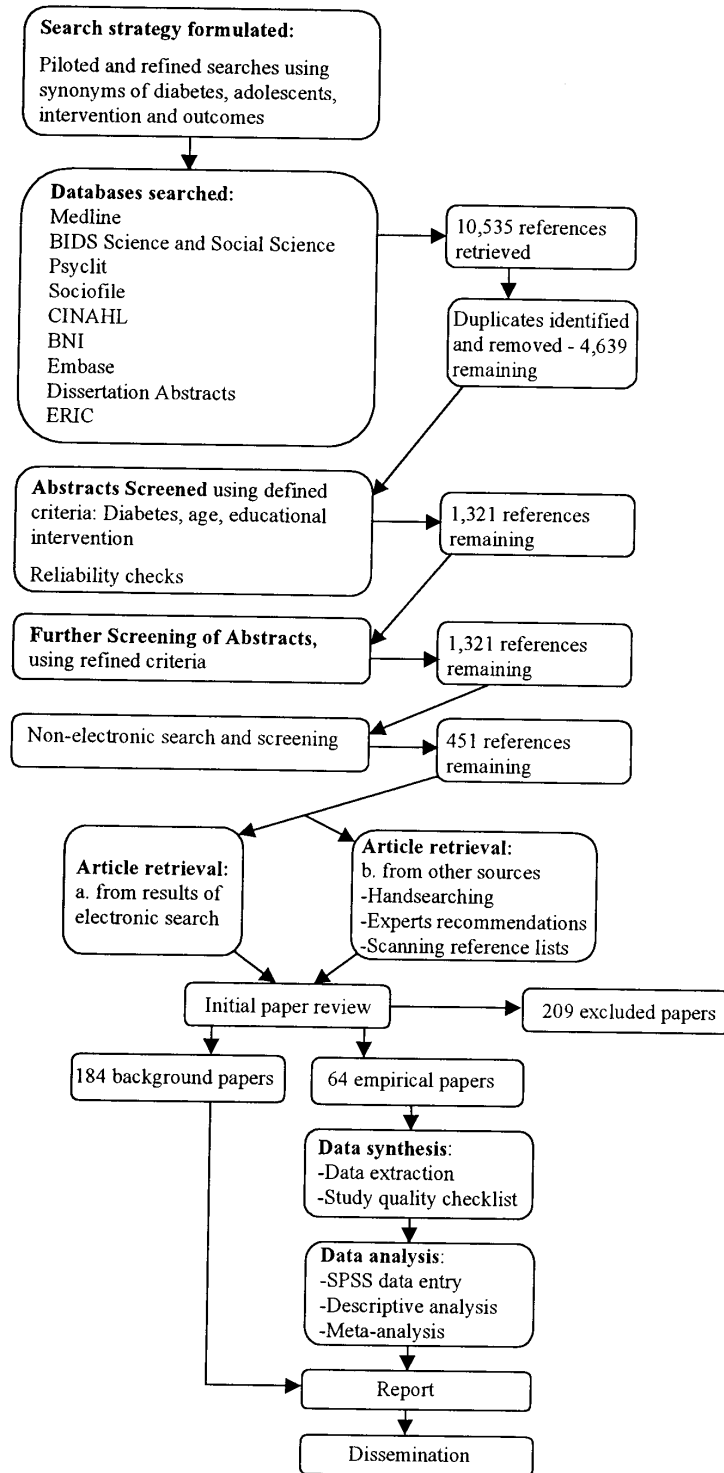 Search strategy formulated:
Piloted and refined searches using
synonyms of diabetes, adolescents,
intervention and outcomes
Databases searched:
Medline
BIDS Science and Social Science
Psyclit
Sociofile
CINAHL
BNI
Embase
Dissertation Abstracts
ERIC
10,535 references
retrieved
Duplicates identified
and removed - 4,639
remaining
Abstracts Screened using defined
criteria: Diabetes, age, educational
intervention
Reliability checks
1,321 references
remaining
Further Screening of Abstracts,
using refined criteria
1,321 references
remaining
Non-electronic search and screening
451 references
remaining
Article retrieval:
a. from results of
electronic search
Article retrieval:
b. from other sources
-Handsearching
-Experts recommendations
-Scanning reference lists
Initial paper review
209 excluded papers
184 background papers
64 empirical papers
Data synthesis:
-Data extraction
-Study quality checklist
Data analysis:
-SPSS data entry
-Descriptive analysis
-Meta-analysis
Report
Dissemination